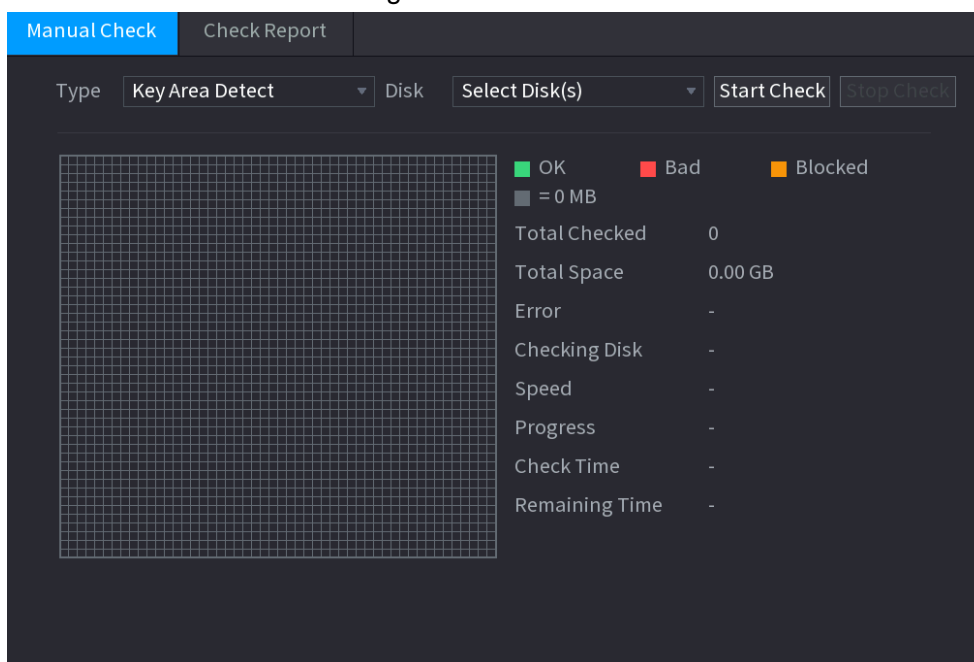 Manual Check Check Report
Type Key Area Detect Disk Select Disk(s) Start Check Stop Check
OK Bad Blocked
= 0 MB
Total Checked 0
Total Space 0.00 GB
Error -
Checking Disk -
Speed -
Progress -
Check Time -
Remaining Time -